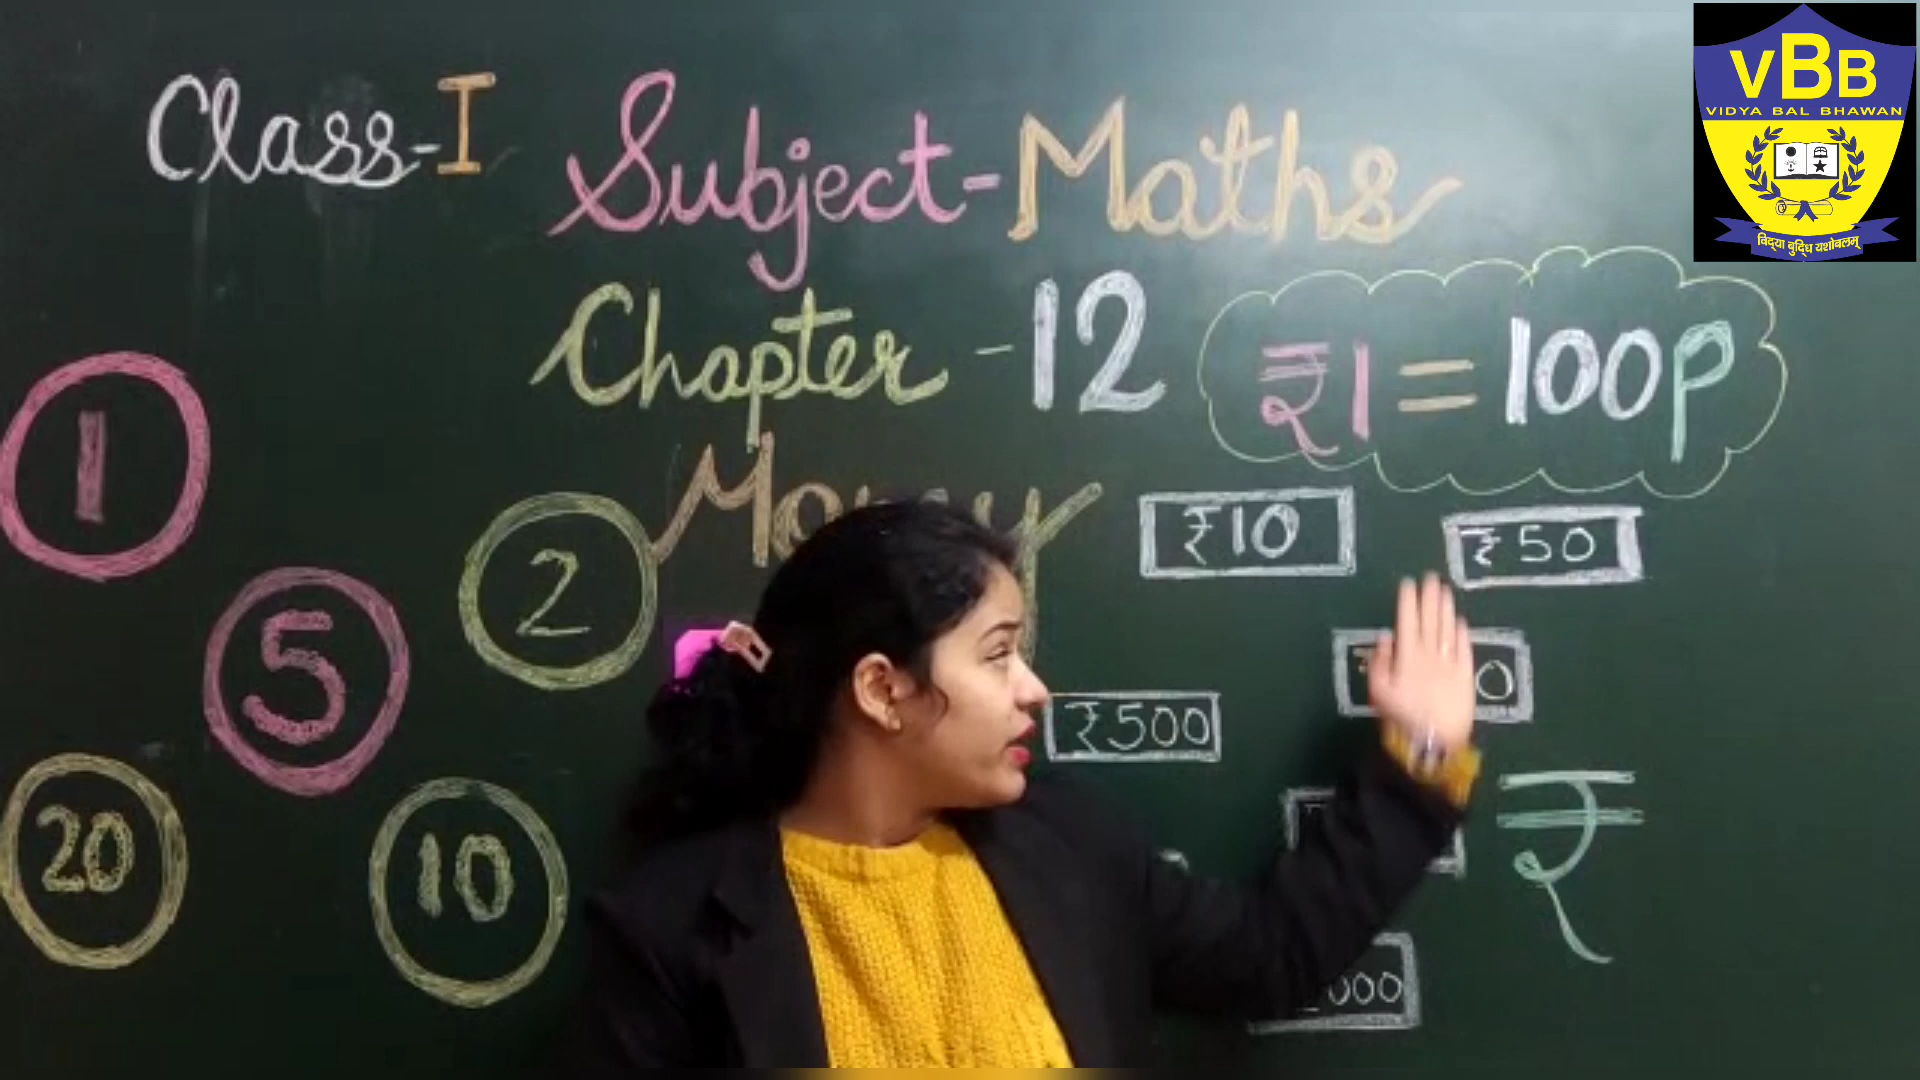 Class-I
Subject-Maths
Chapter-12
₹1 = 100P
Money
1
2
5
20
10
₹10
₹50
₹500
₹
VBB
VIDYA BAL BHAWAN
विद्या बुद्धि यशोबलम्